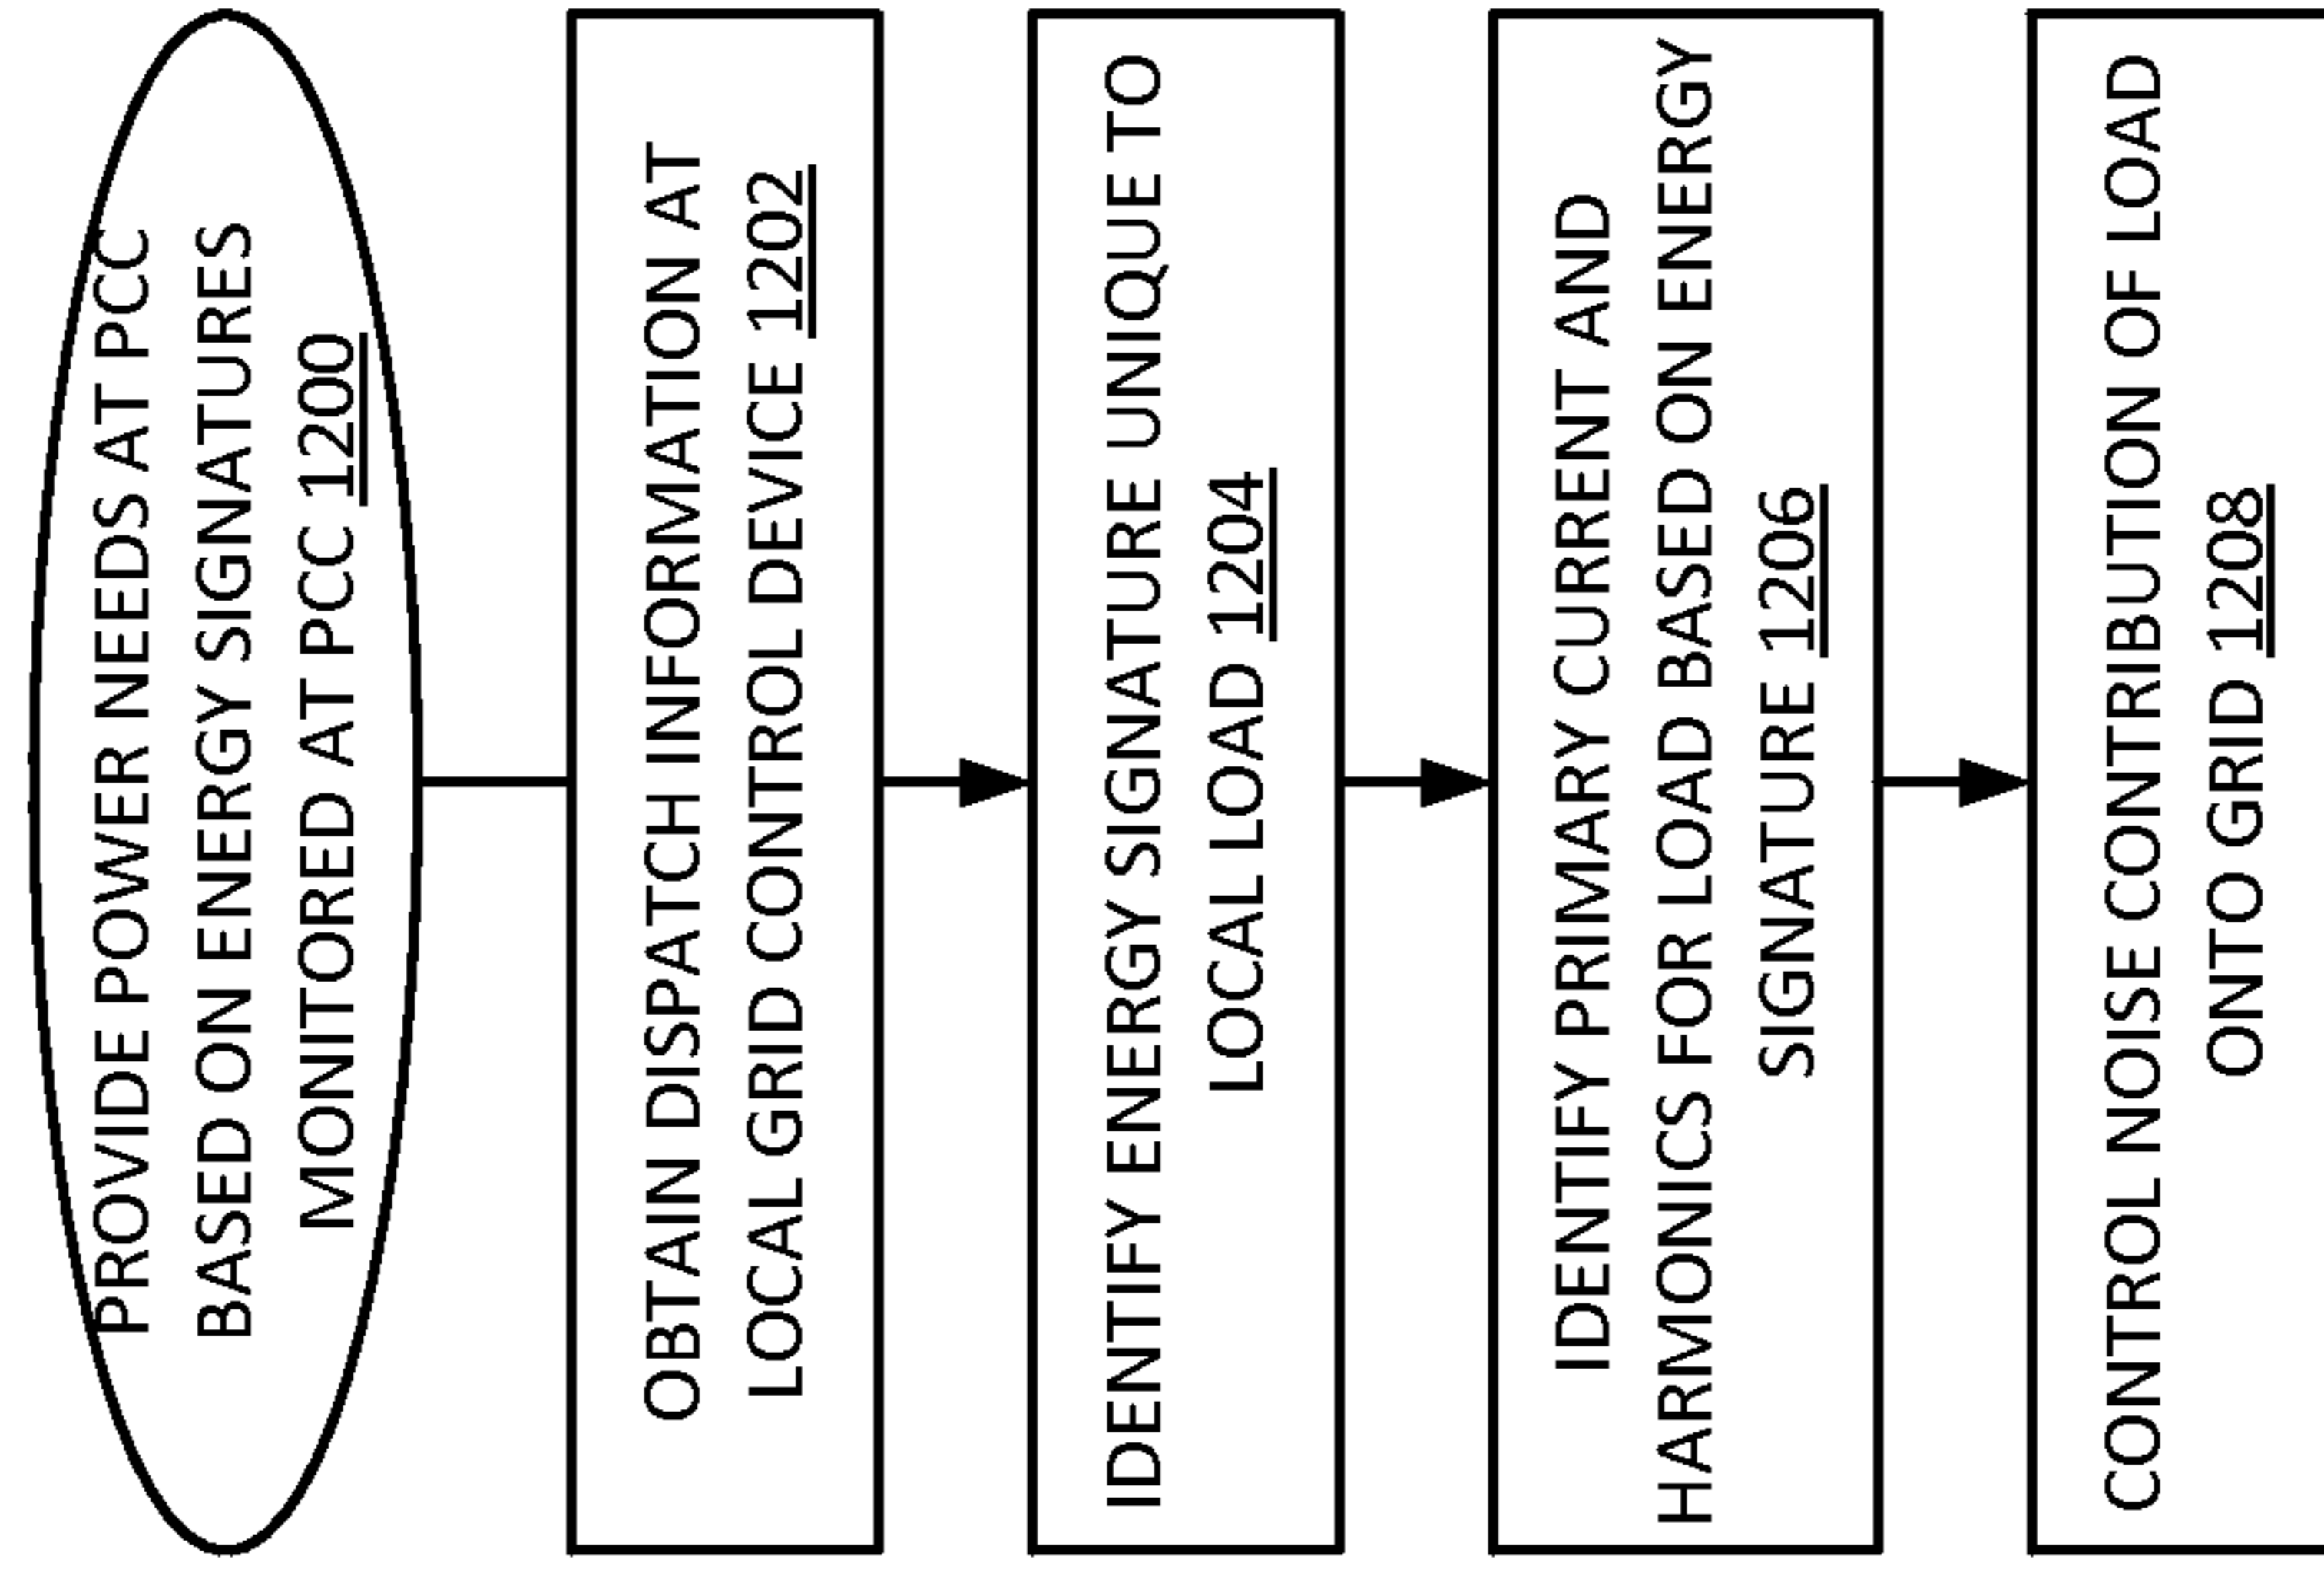 PROVIDE POWER NEEDS AT PCC
BASED ON ENERGY SIGNATURES
MONITORED AT PCC 1200
OBTAIN DISPATCH INFORMATION AT
LOCAL GRID CONTROL DEVICE 1202
IDENTIFY ENERGY SIGNATURE UNIQUE TO
LOCAL LOAD 1204
IDENTIFY PRIMARY CURRENT AND
HARMONICS FOR LOAD BASED ON ENERGY
SIGNATURE 1206
CONTROL NOISE CONTRIBUTION OF LOAD
ONTO GRID 1208